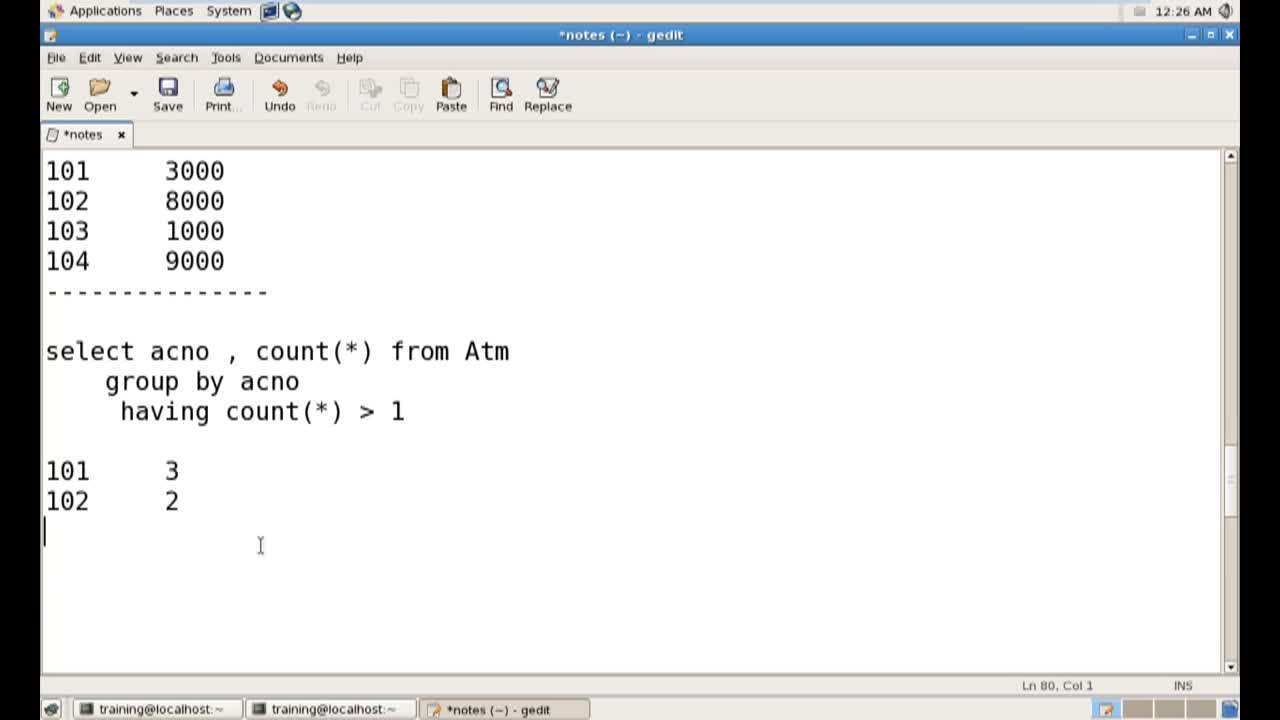 Applications Places System 12:26 AM
*notes (~) - gedit
File Edit View Search Tools Documents Help
New Open Save Print... Undo Redo Cut Copy Paste Find Replace
*notes
101 3000
102 8000
103 1000
104 9000
---------------
select acno , count(*) from Atm
group by acno
having count(*) > 1
101 3
102 2
Ln 80, Col 1 INS
training@localhost:~ training@localhost:~ *notes (~) - gedit